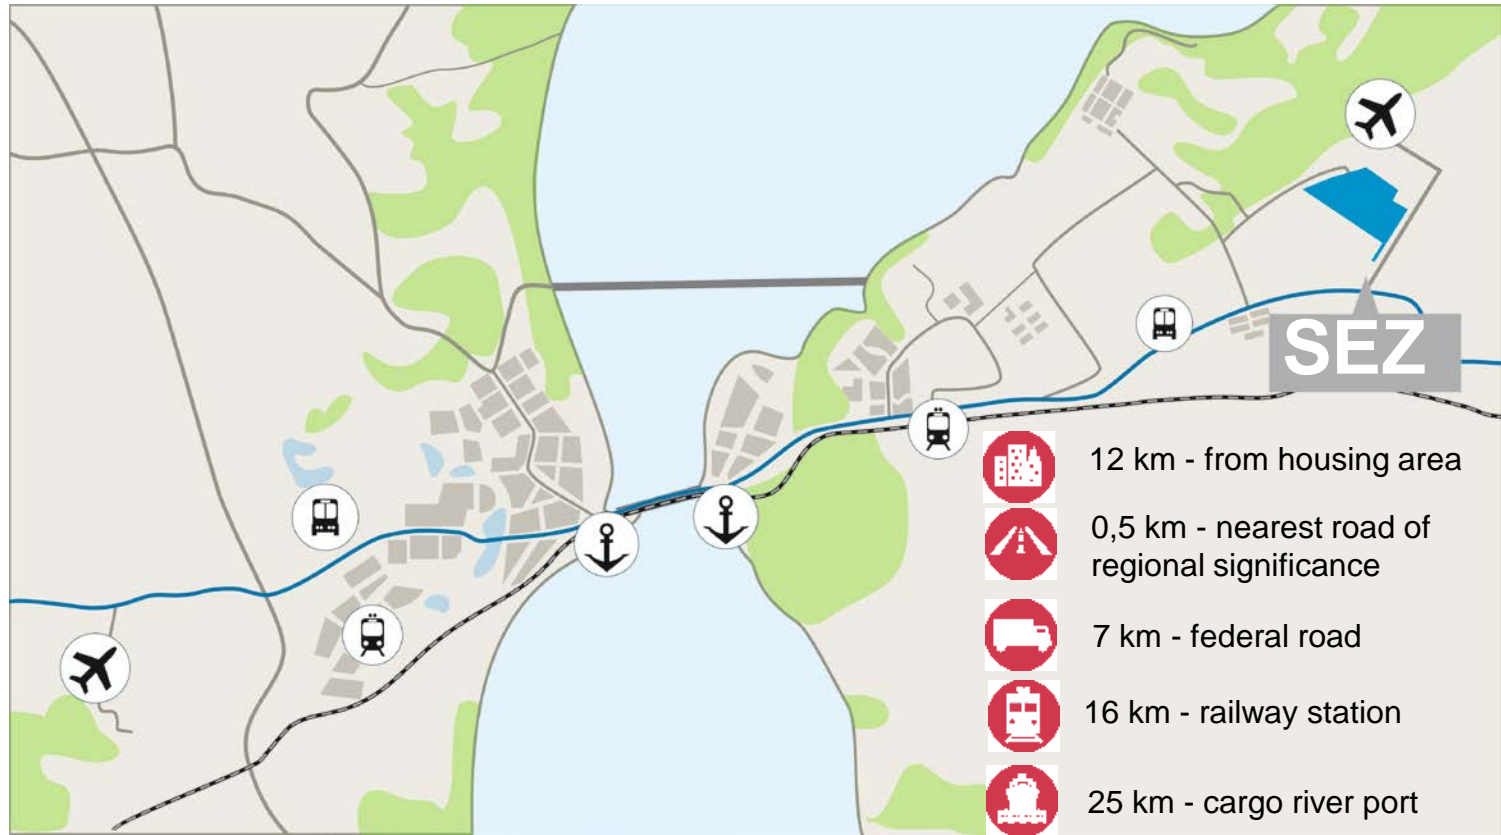 SEZ
12 km - from housing area
0,5 km - nearest road of
regional significance
7 km - federal road
16 km - railway station
25 km - cargo river port